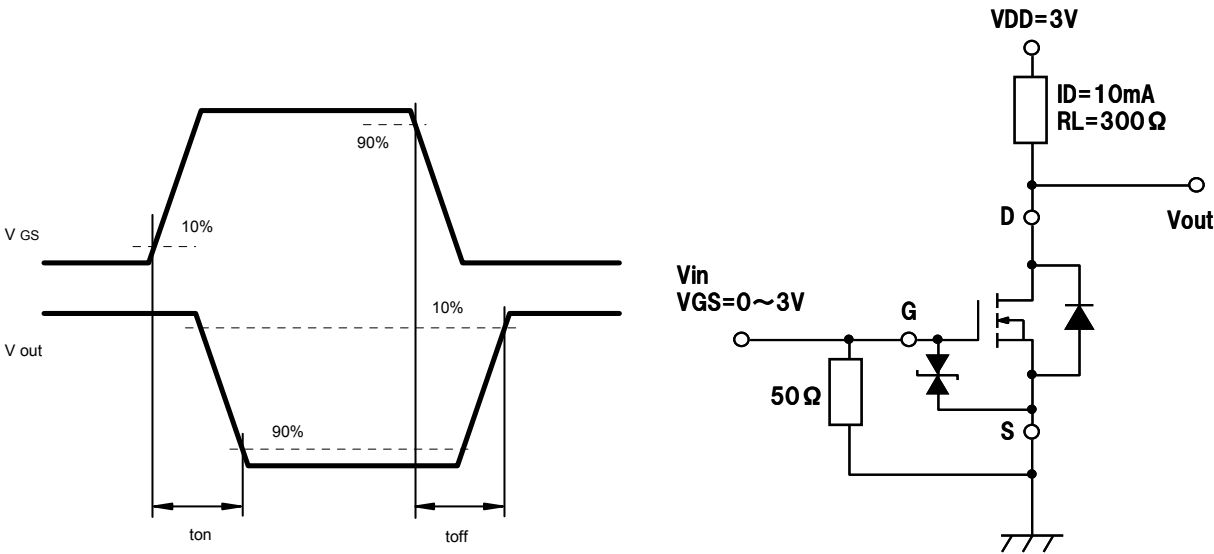 90%
10%
V GS
10%
V out
90%
ton
toff
VDD=3V
ID=10mA
RL=300Ω
D
Vout
Vin
VGS=0～3V
G
50Ω
S